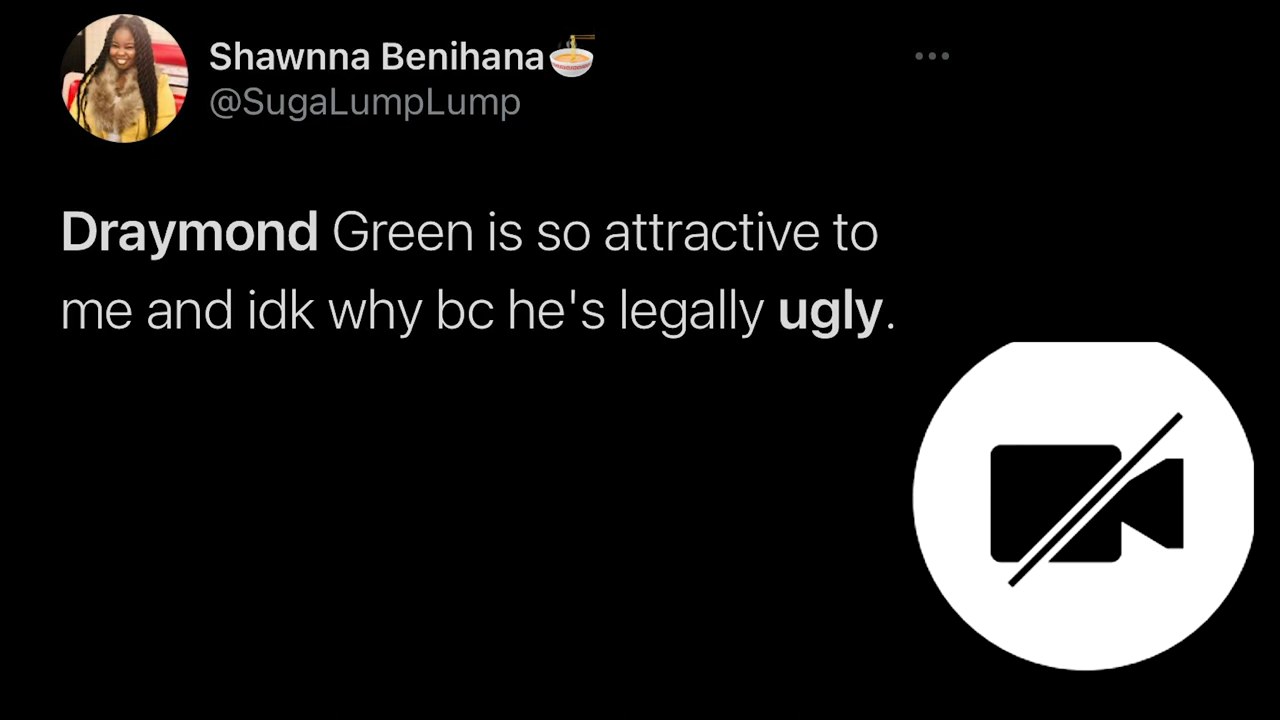 Shawnna Benihana🍜
@SugaLumpLump
Draymond Green is so attractive to
me and idk why bc he's legally ugly.